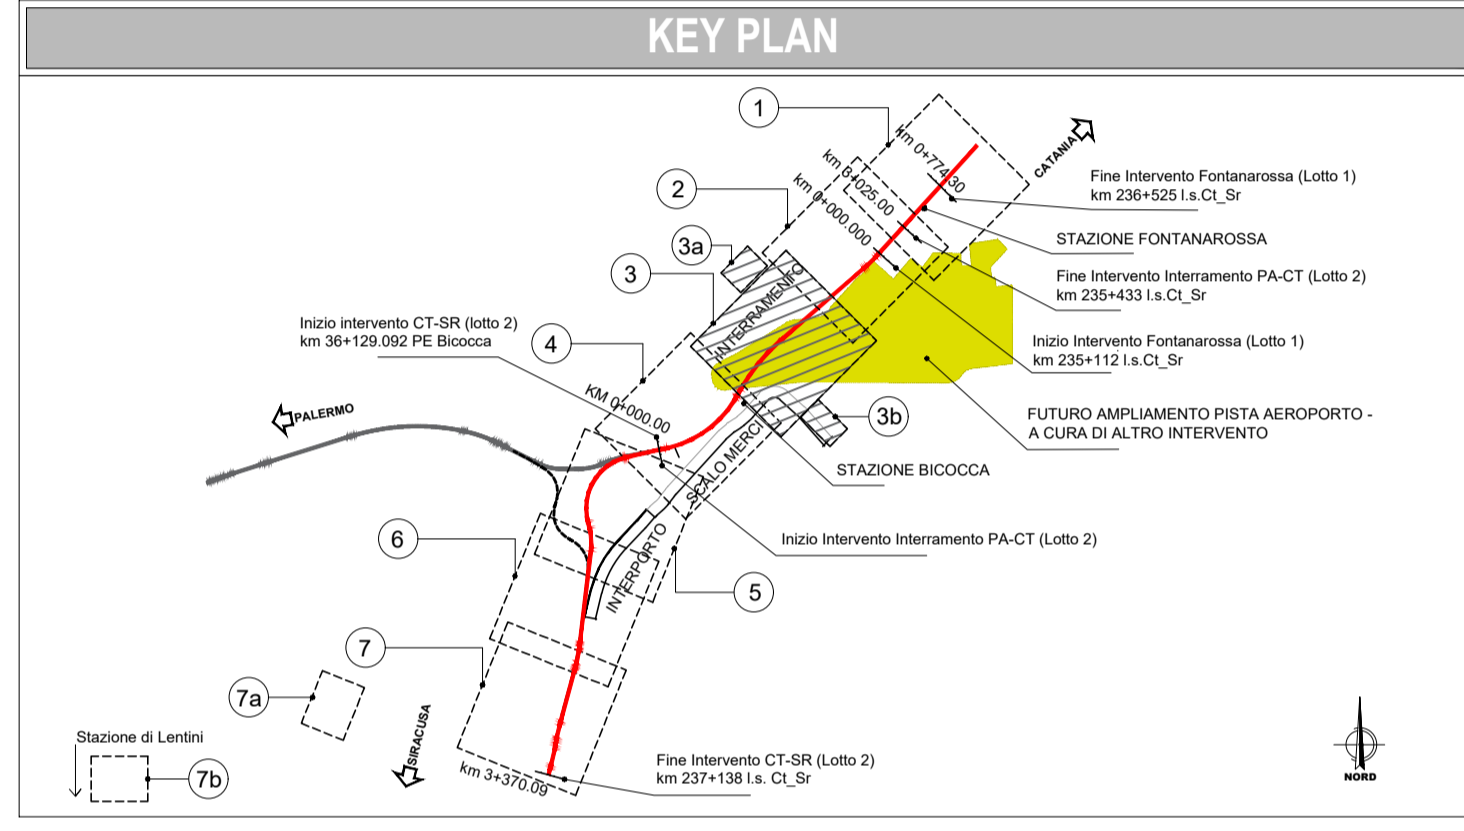 KEY PLAN
1
CATANIA
km 0+774.30
Fine Intervento Fontanarossa (Lotto 1)
km 236+525 l.s.Ct_Sr
2
km 3+025.00
km 0+000.000
STAZIONE FONTANAROSSA
3a
3
INTERRAMENTO
Fine Intervento Interramento PA-CT (Lotto 2)
km 235+433 l.s.Ct_Sr
Inizio intervento CT-SR (lotto 2)
km 36+129.092 PE Bicocca
4
Inizio Intervento Fontanarossa (Lotto 1)
km 235+112 l.s.Ct_Sr
KM 0+000.00
PALERMO
3b
FUTURO AMPLIAMENTO PISTA AEROPORTO -
A CURA DI ALTRO INTERVENTO
SCALO MERCI
STAZIONE BICOCCA
6
INTERPORTO
Inizio Intervento Interramento PA-CT (Lotto 2)
5
7
7a
SIRACUSA
Stazione di Lentini
7b
km 3+370.09
Fine Intervento CT-SR (Lotto 2)
km 237+138 l.s. Ct_Sr
NORD